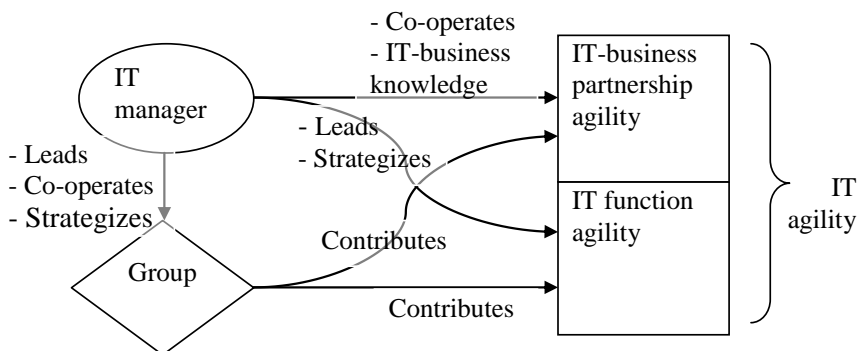 - Co-operates
- IT-business
knowledge
IT
manager
IT-business
partnership
agility
- Leads
- Strategizes
- Leads
- Co-operates
- Strategizes
IT function
agility
IT
agility
Contributes
Group
Contributes